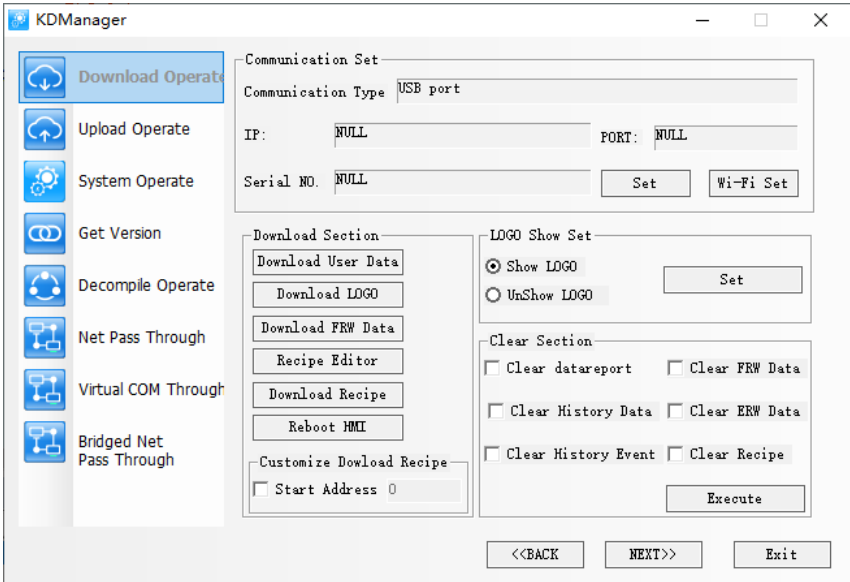 KDManager
Download Operate
Upload Operate
System Operate
Get Version
Decompile Operate
Net Pass Through
Virtual COM Through
Bridged Net
Pass Through
Communication Set
Communication Type USB port
IP: NULL PORT: NULL
Serial NO. NULL Set Wi-Fi Set
Download Section
Download User Data
Download LOGO
Download FRW Data
Recipe Editor
Download Recipe
Reboot HMI
Customize Dowload Recipe
Start Address 0
LOGO Show Set
Show LOGO
UnShow LOGO
Set
Clear Section
Clear datareport Clear FRW Data
Clear History Data Clear ERW Data
Clear History Event Clear Recipe
Execute
<<BACK NEXT>> Exit